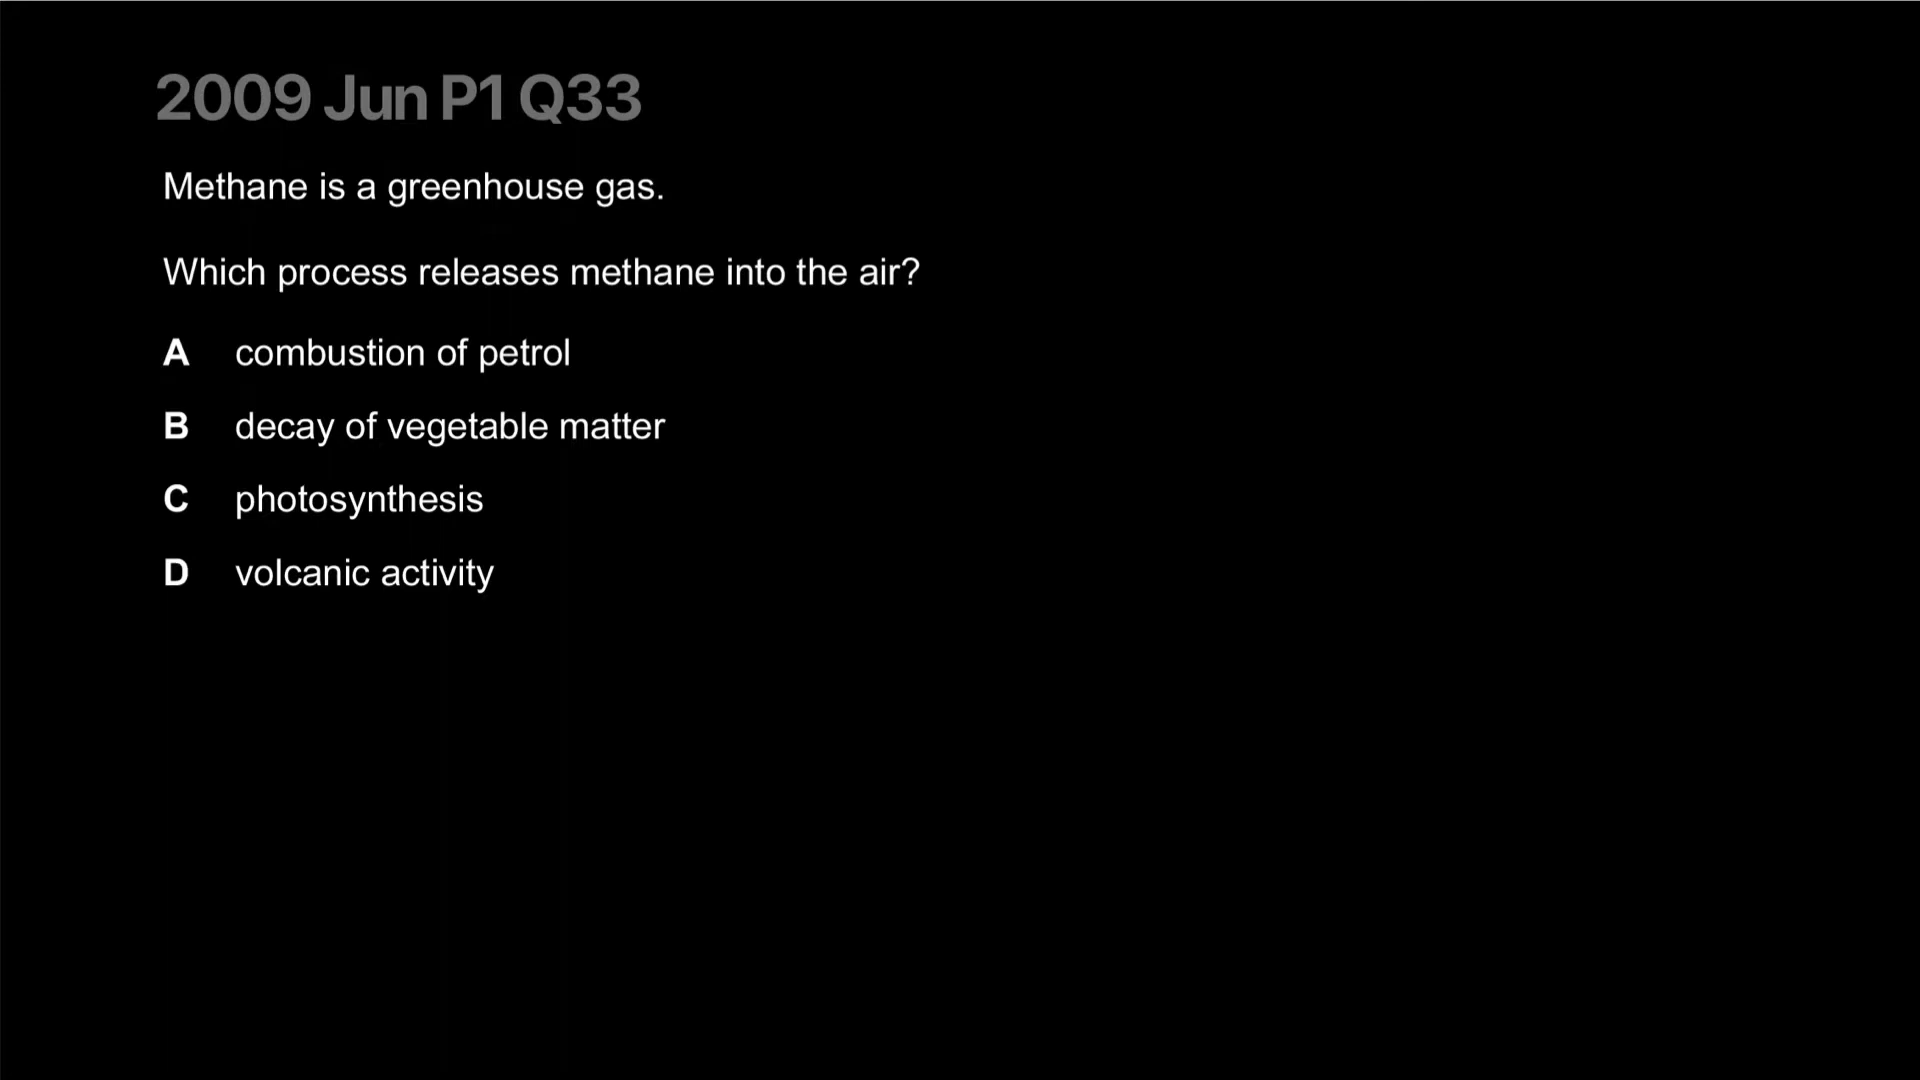 2009 Jun P1 Q33
Methane is a greenhouse gas.
Which process releases methane into the air?
A combustion of petrol
B decay of vegetable matter
C photosynthesis
D volcanic activity